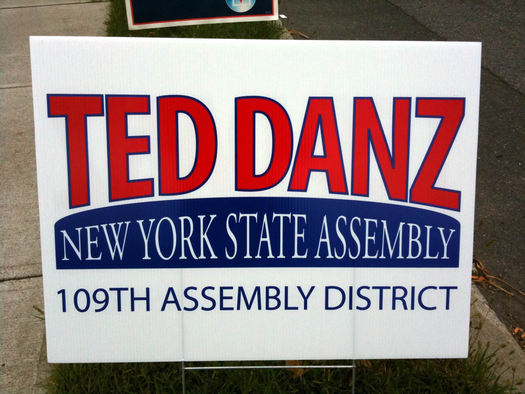 TED DANZ
NEW YORK STATE ASSEMBLY
109TH ASSEMBLY DISTRICT